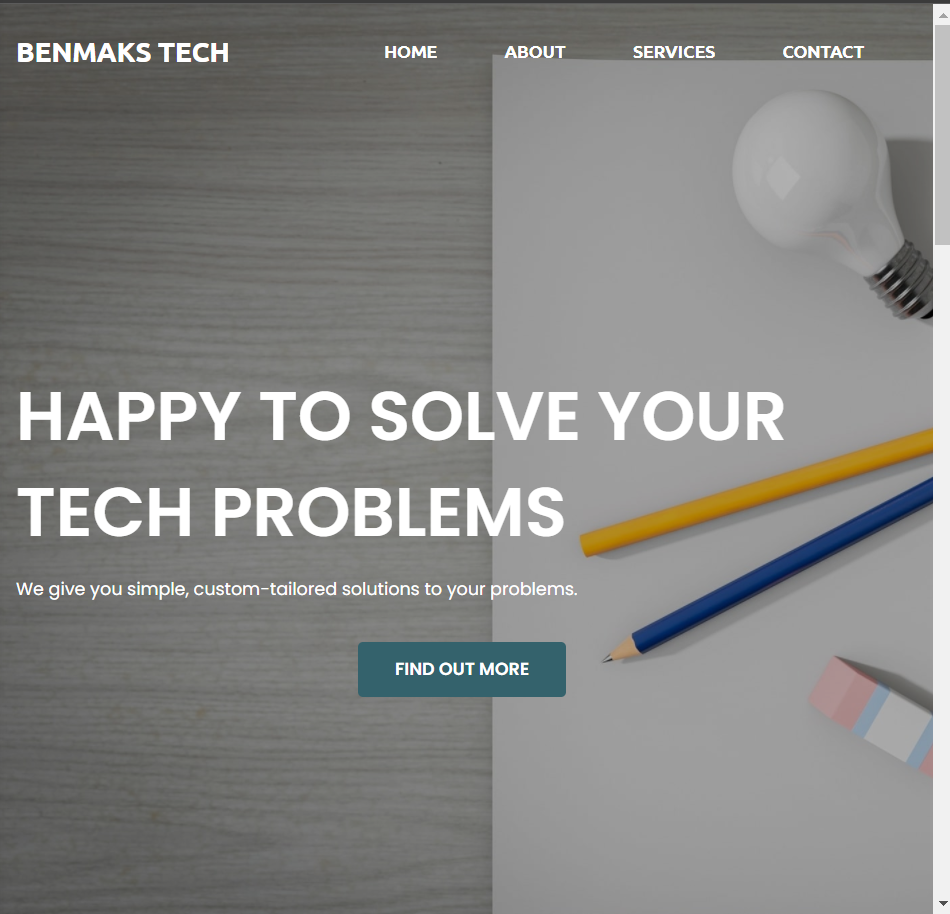 BENMAKS TECH
HOME ABOUT SERVICES CONTACT
HAPPY TO SOLVE YOUR
TECH PROBLEMS
We give you simple, custom-tailored solutions to your problems.
FIND OUT MORE